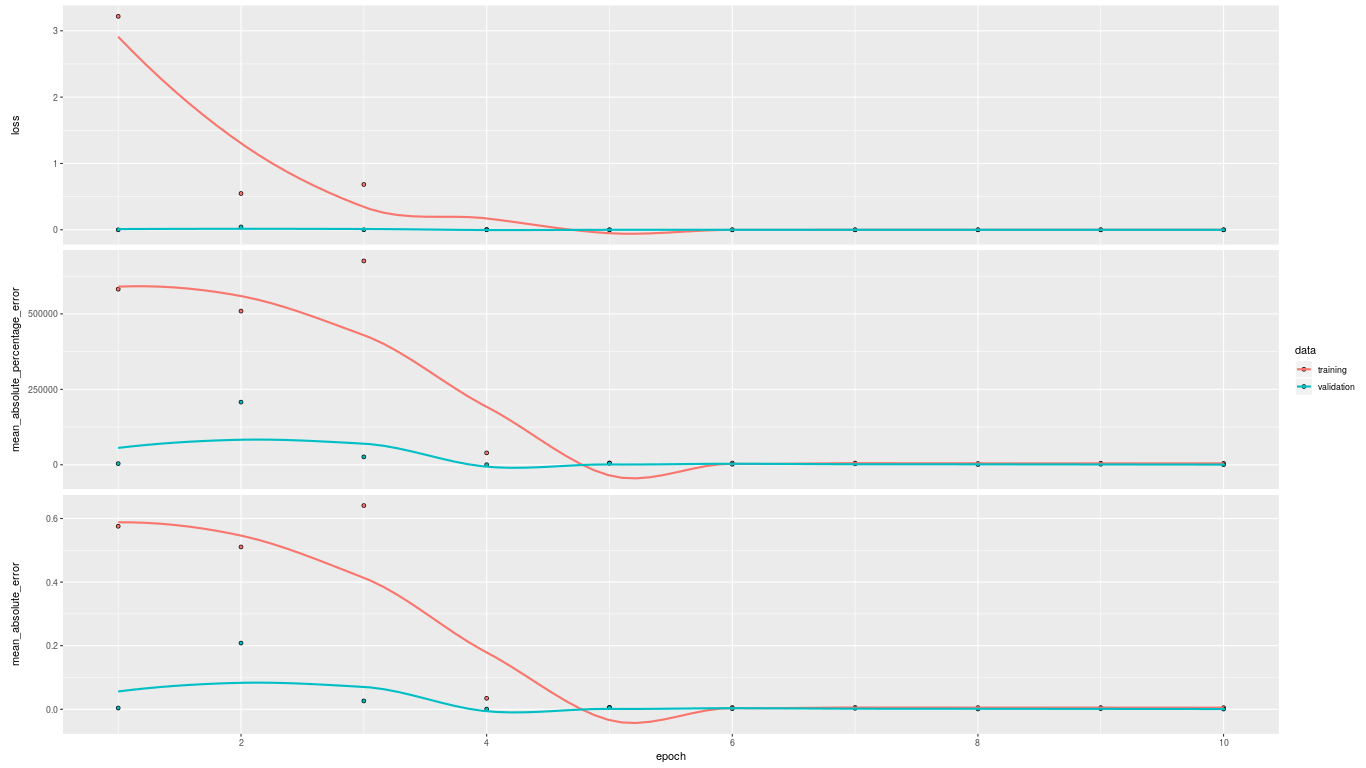 loss
3
2
1
0
mean_absolute_percentage_error
500000
250000
0
mean_absolute_error
0.6
0.4
0.2
0.0
2 4 6 8 10
epoch
data
training
validation